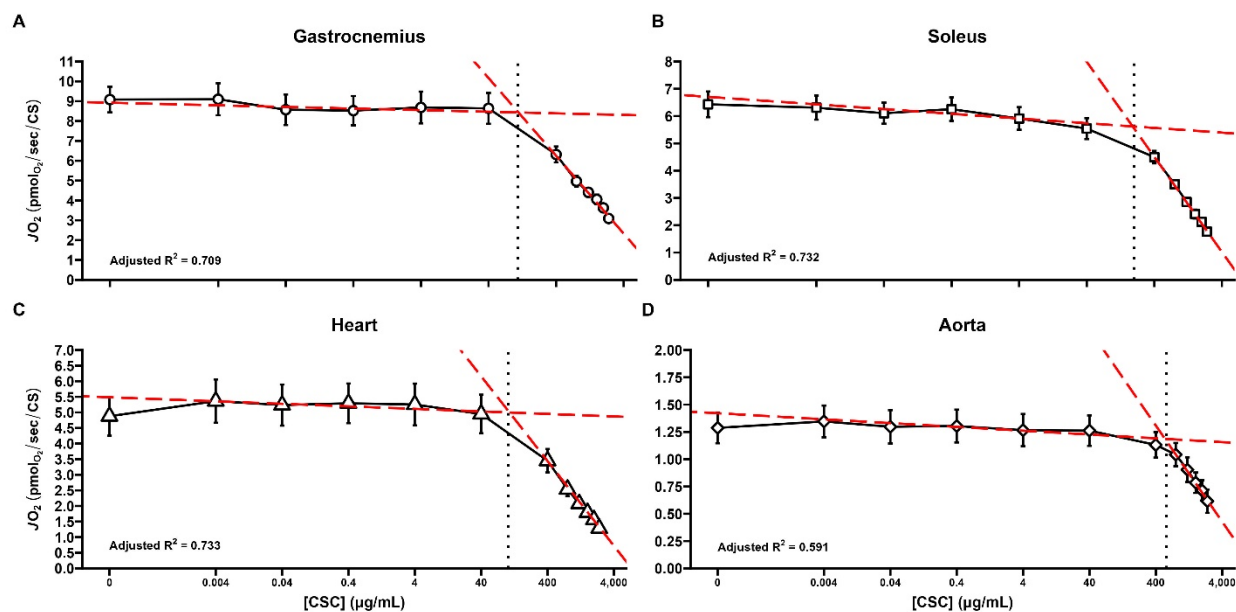 A
Gastrocnemius
JO₂ (pmolO₂/sec/CS)
11
10
9
8
7
6
5
4
3
2
1
0
Adjusted R² = 0.709
B
Soleus
8
7
6
5
4
3
2
1
0
Adjusted R² = 0.732
C
Heart
JO₂ (pmolO₂/sec/CS)
7.0
6.5
6.0
5.5
5.0
4.5
4.0
3.5
3.0
2.5
2.0
1.5
1.0
0.5
0.0
Adjusted R² = 0.733
0 0.004 0.04 0.4 4 40 400 4,000
[CSC] (µg/mL)
D
Aorta
2.00
1.75
1.50
1.25
1.00
0.75
0.50
0.25
0.00
Adjusted R² = 0.591
0 0.004 0.04 0.4 4 40 400 4,000
[CSC] (µg/mL)